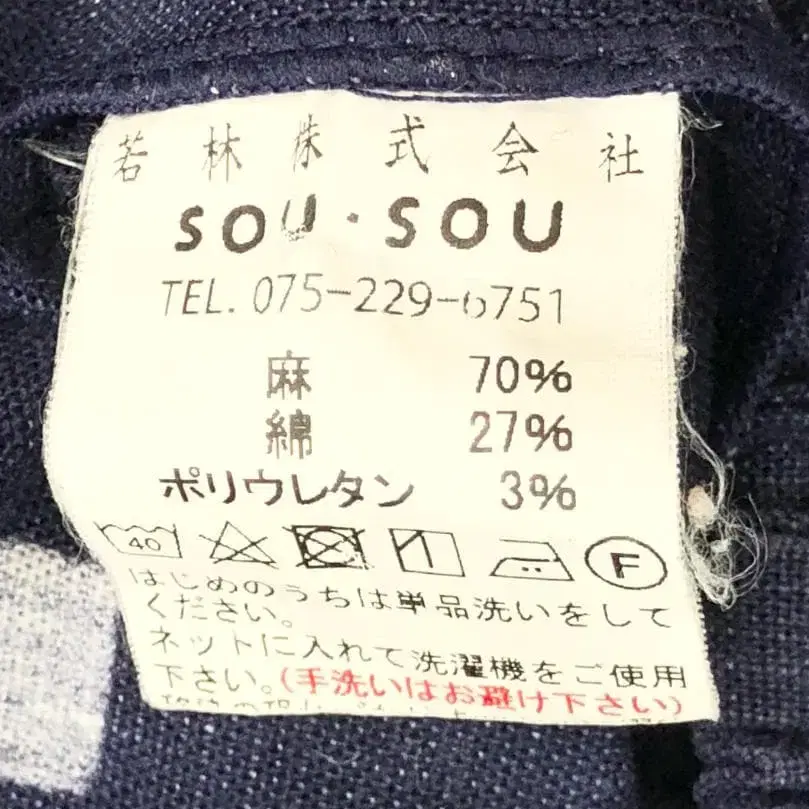 若林株式会社
SOU・SOU
TEL. 075-229-6751
麻 70%
綿 27%
ポリウレタン 3%
40
F
はじめのうちは単品洗いをして
ください。
ネットに入れて洗濯機をご使用
下さい。(手洗いはお避け下さい)